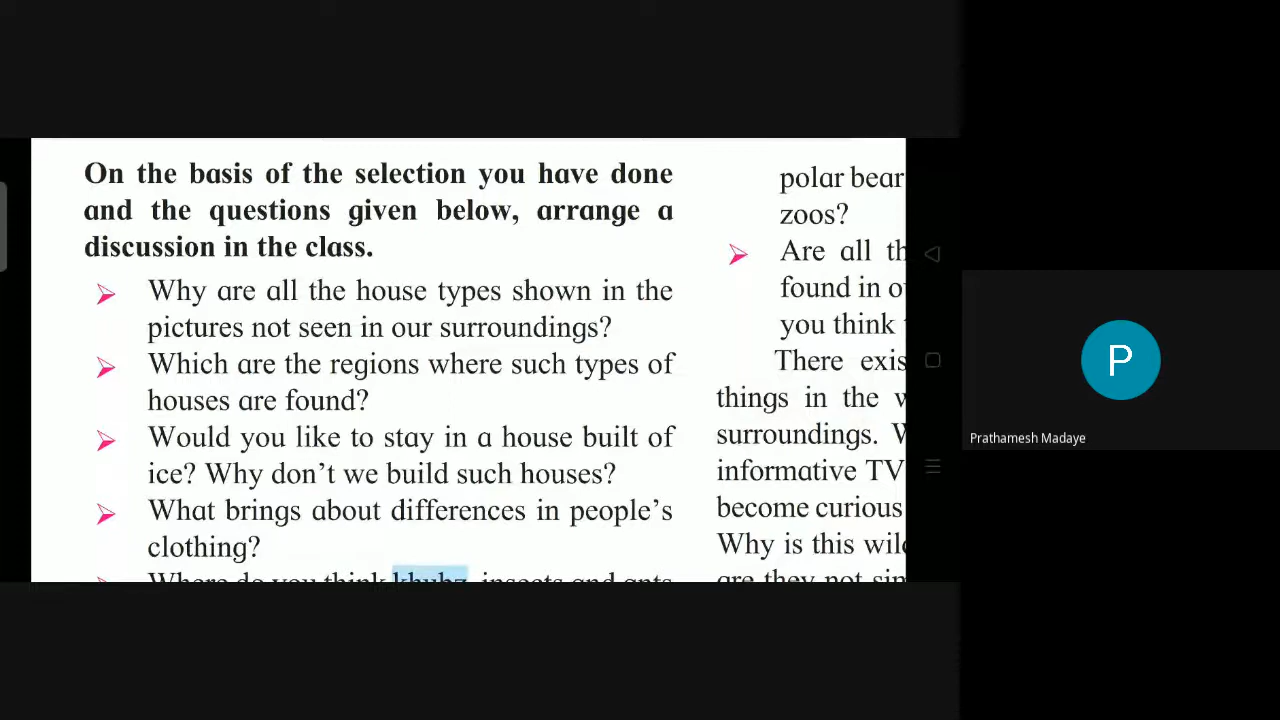 On the basis of the selection you have done
and the questions given below, arrange a
discussion in the class.
➢ Why are all the house types shown in the
pictures not seen in our surroundings?
➢ Which are the regions where such types of
houses are found?
➢ Would you like to stay in a house built of
ice? Why don’t we build such houses?
➢ What brings about differences in people’s
clothing?
Where do you think khubz, insects and ants
polar bear
zoos?
➢ Are all
found in
you think
There
things in the
surroundings.
informative TV
become curious
Why is this
are they not
P
Prathamesh Madaye